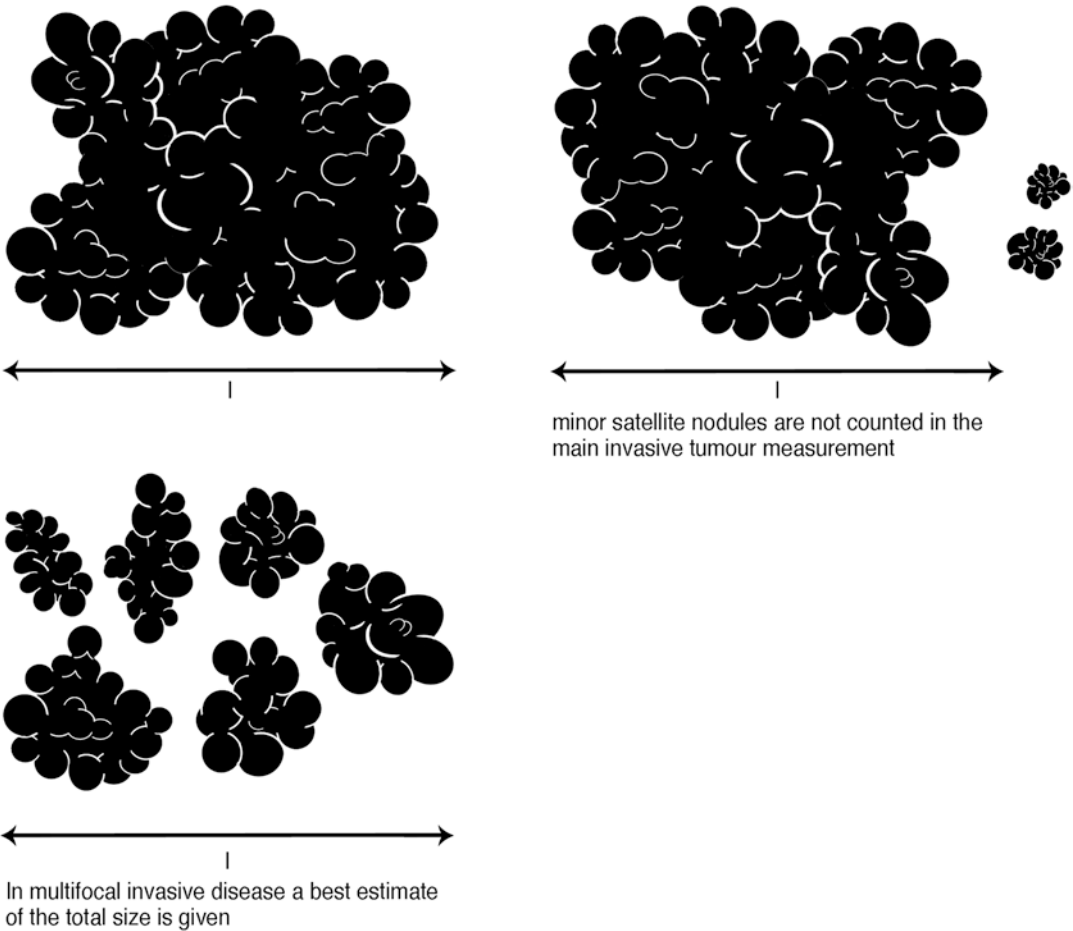 I
I
minor satellite nodules are not counted in the
main invasive tumour measurement
I
In multifocal invasive disease a best estimate
of the total size is given